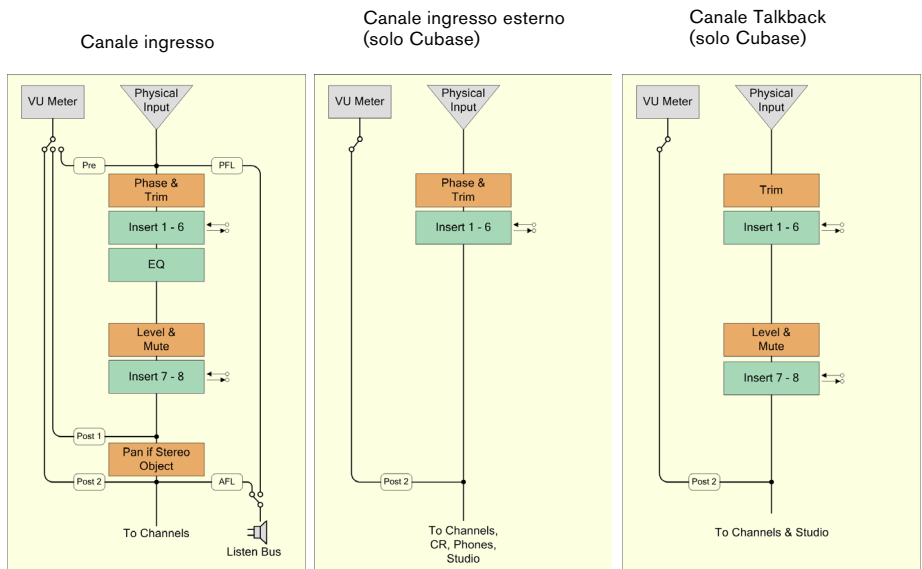 Canale ingresso
Canale ingresso esterno
(solo Cubase)
Canale Talkback
(solo Cubase)
VU Meter
Physical
Input
Pre
PFL
Phase &
Trim
Insert 1 - 6
EQ
Level &
Mute
Insert 7 - 8
Post 1
Pan if Stereo
Object
Post 2
AFL
To Channels
Listen Bus
VU Meter
Physical
Input
Phase &
Trim
Insert 1 - 6
Post 2
To Channels,
CR, Phones,
Studio
VU Meter
Physical
Input
Trim
Insert 1 - 6
Level &
Mute
Insert 7 - 8
Post 2
To Channels & Studio